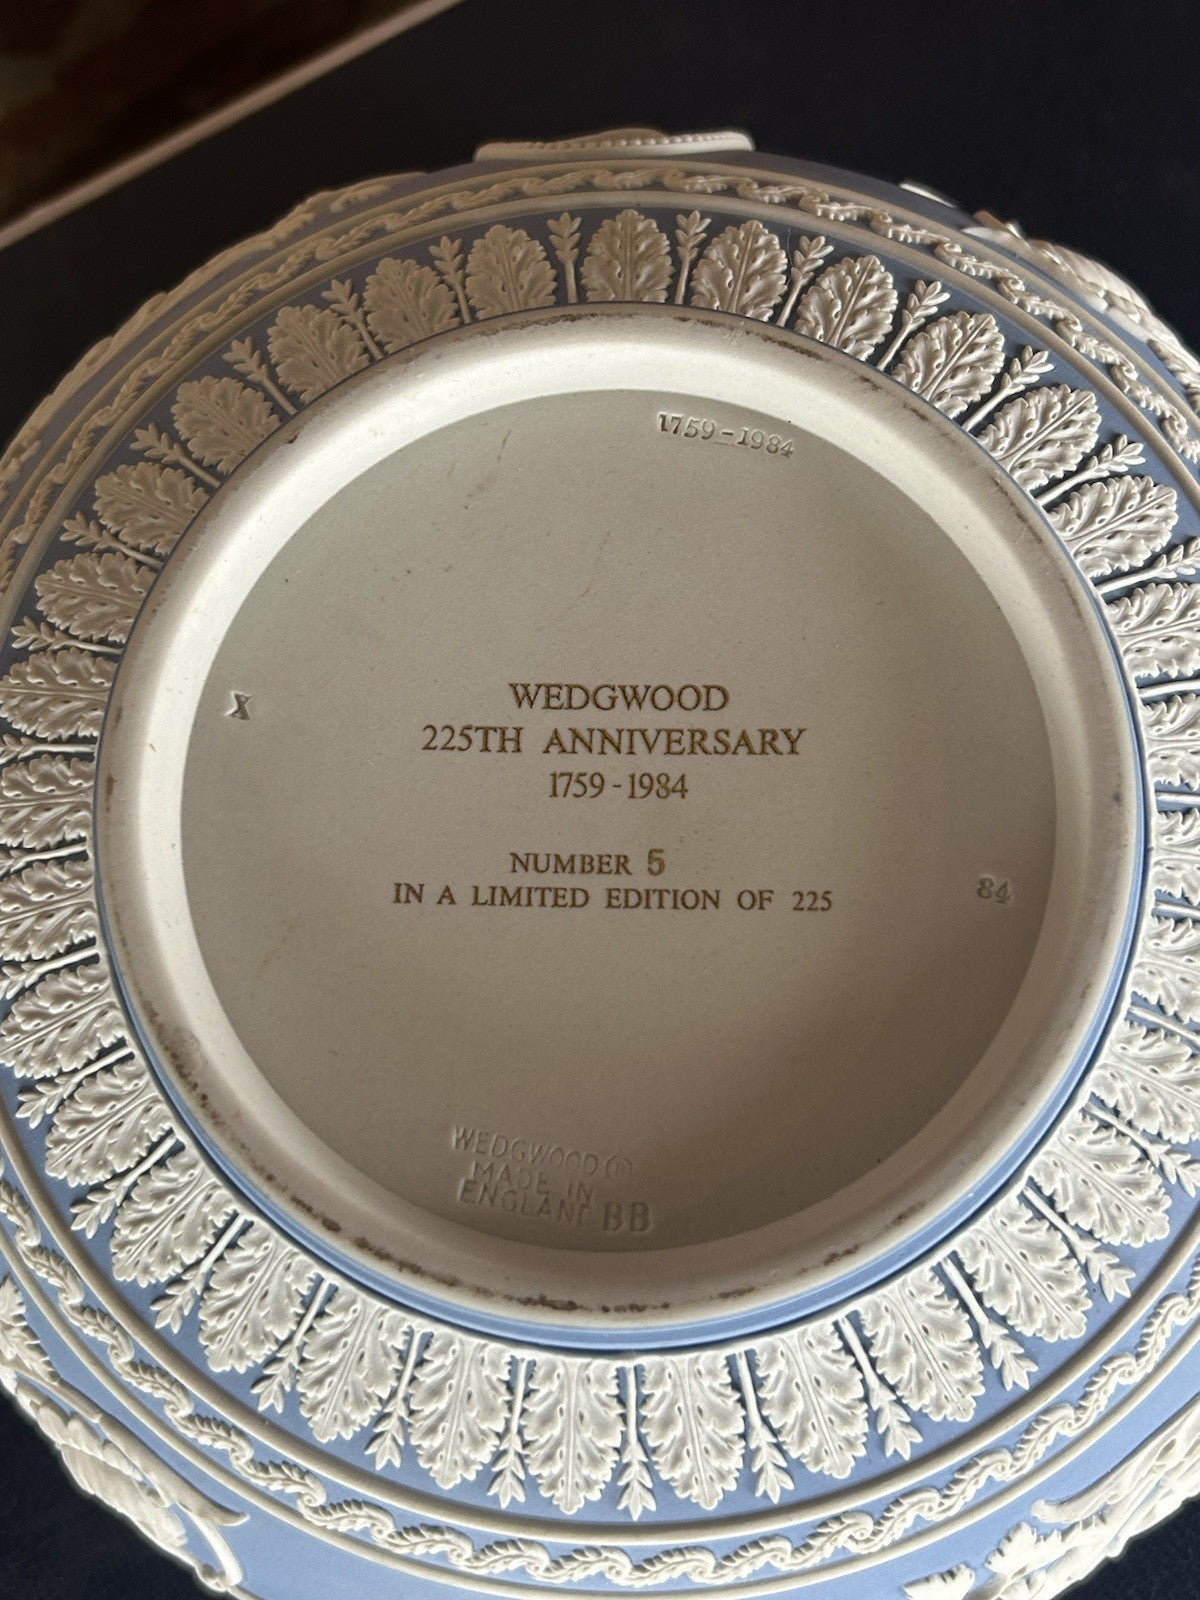 1759-1984
X
WEDGWOOD
225TH ANNIVERSARY
1759-1984
NUMBER 5
IN A LIMITED EDITION OF 225
84
WEDGWOOD®
MADE IN
ENGLAND BB